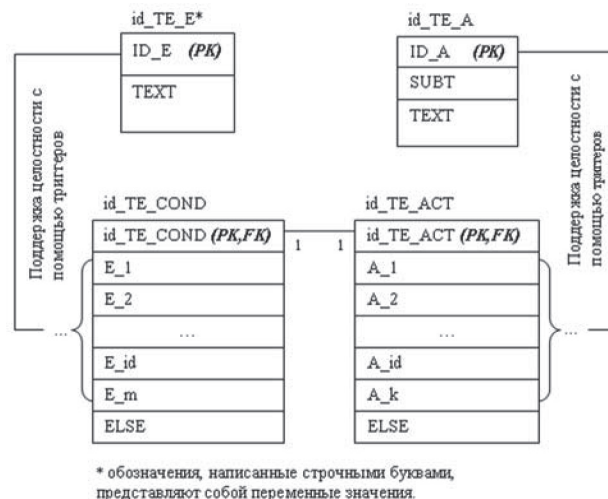 id_TE_E*
ID_E (PK)
TEXT
id_TE_A
ID_A (PK)
SUBT
TEXT
Поддержка целостности с
помощью триггеров
Поддержка целостности с
помощью триггеров
id_TE_COND
id_TE_COND (PK,FK)
E_1
E_2
...
E_id
E_m
ELSE
...
1
1
id_TE_ACT
id_TE_ACT (PK,FK)
A_1
A_2
...
A_id
A_k
ELSE
...
* обозначения, написанные строчными буквами,
представляют собой переменные значения.